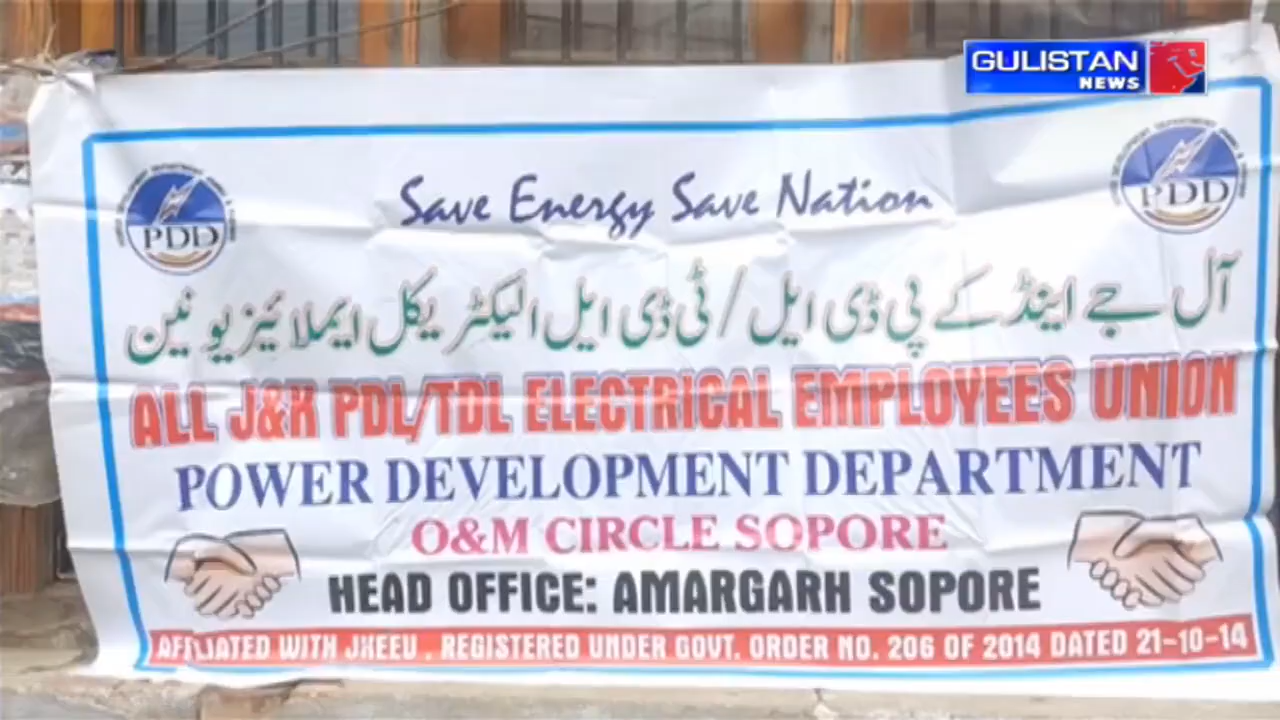 GULISTAN
NEWS
Save Energy Save Nation
PDD
PDD
آل جے اینڈ کے پی ڈی ایل / ٹی ڈی ایل الیکٹریکل ایملائیز یونین
ALL J&K PDL/TDL ELECTRICAL EMPLOYEES UNION
POWER DEVELOPMENT DEPARTMENT
O&M CIRCLE SOPORE
HEAD OFFICE: AMARGARH SOPORE
AFFILIATED WITH JKEEU . REGISTERED UNDER GOVT. ORDER NO. 206 OF 2014 DATED 21-10-14